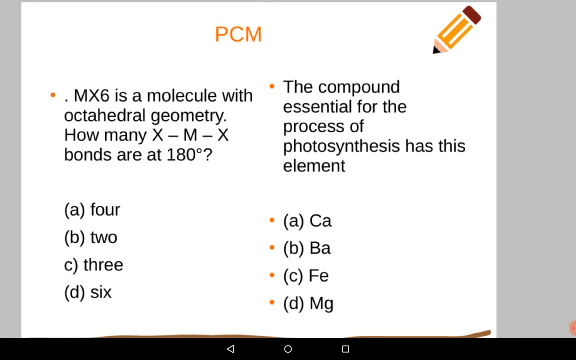 PCM
. MX6 is a molecule with
octahedral geometry.
How many X – M – X
bonds are at 180°?
(a) four
(b) two
c) three
(d) six
The compound
essential for the
process of
photosynthesis has this
element
(a) Ca
(b) Ba
(c) Fe
(d) Mg